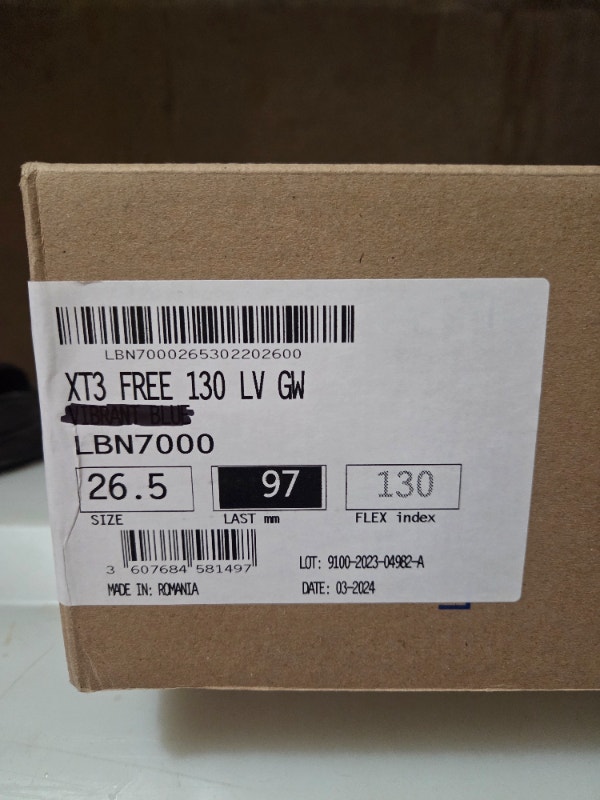 LBN7000265302202600
XT3 FREE 130 LV GW
VIBRANT BLUE
LBN7000
26.5 97 130
SIZE LAST mm FLEX index
3 607684 581497
LOT: 9100-2023-04982-A
MADE IN: ROMANIA DATE: 03-2024